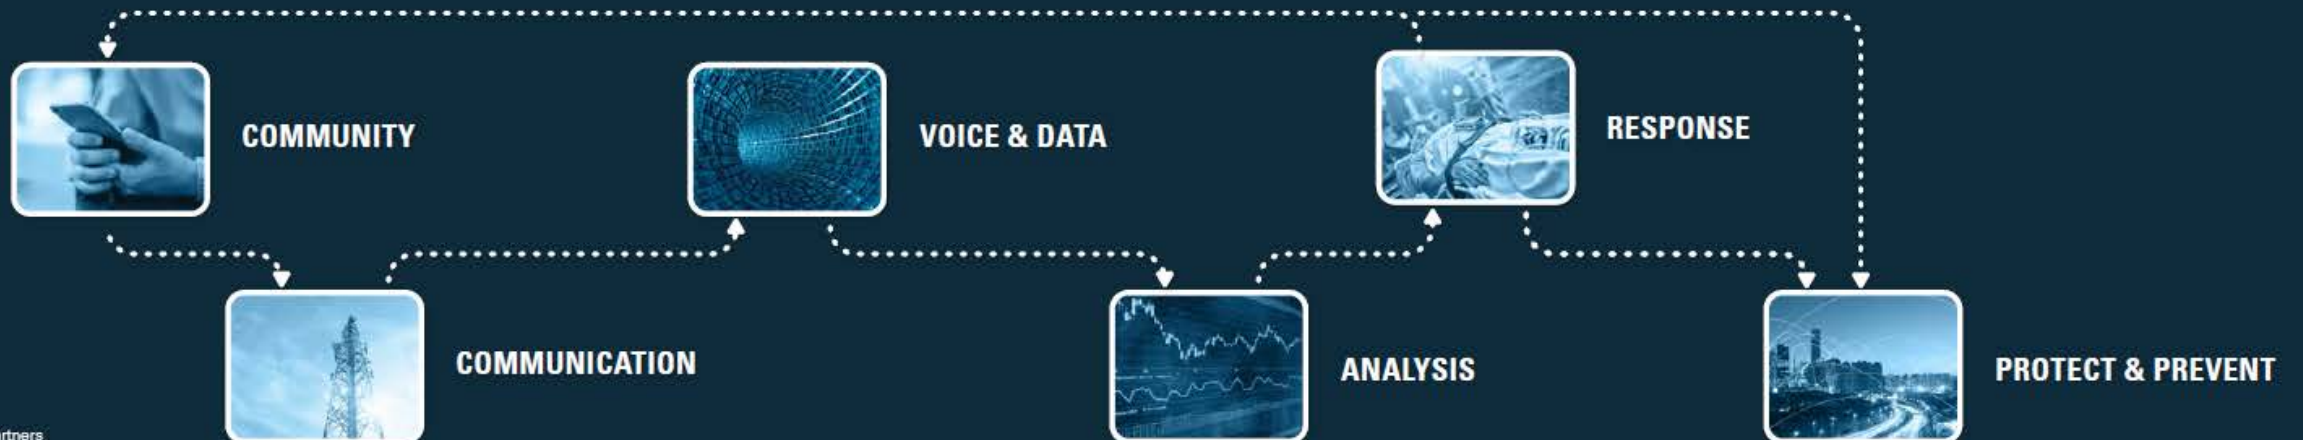 COMMUNITY
VOICE & DATA
RESPONSE
COMMUNICATION
ANALYSIS
PROTECT & PREVENT